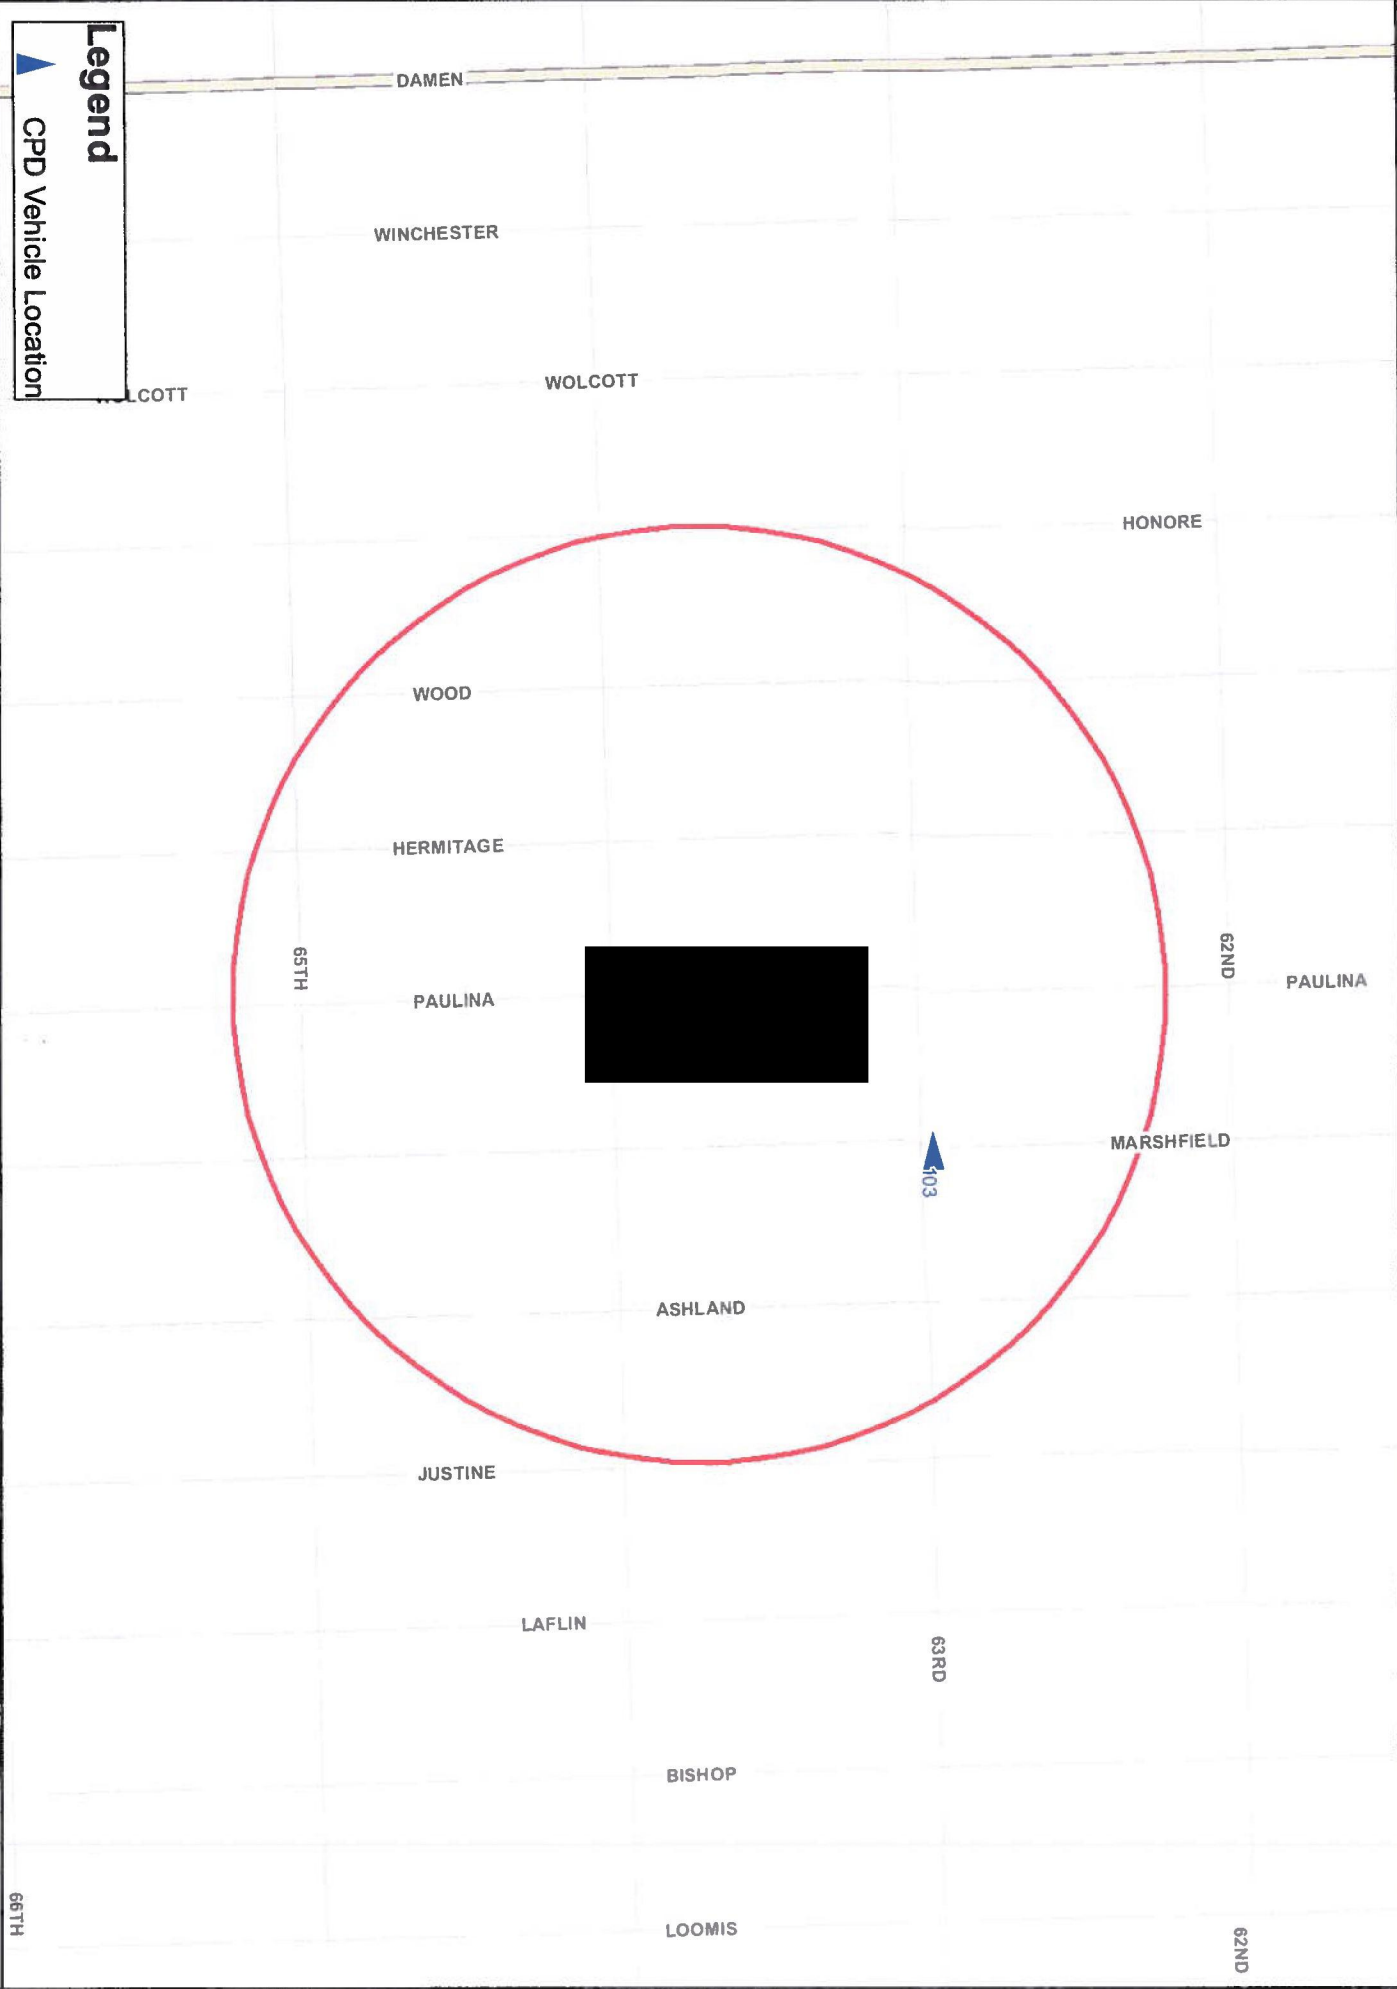 Legend
CPD Vehicle Location
DAMEN
WINCHESTER
WOLCOTT
WOLCOTT
HONORE
WOOD
HERMITAGE
65TH
62ND
PAULINA
PAULINA
MARSHFIELD
103
ASHLAND
JUSTINE
LAFLIN
63RD
BISHOP
66TH
LOOMIS
62ND